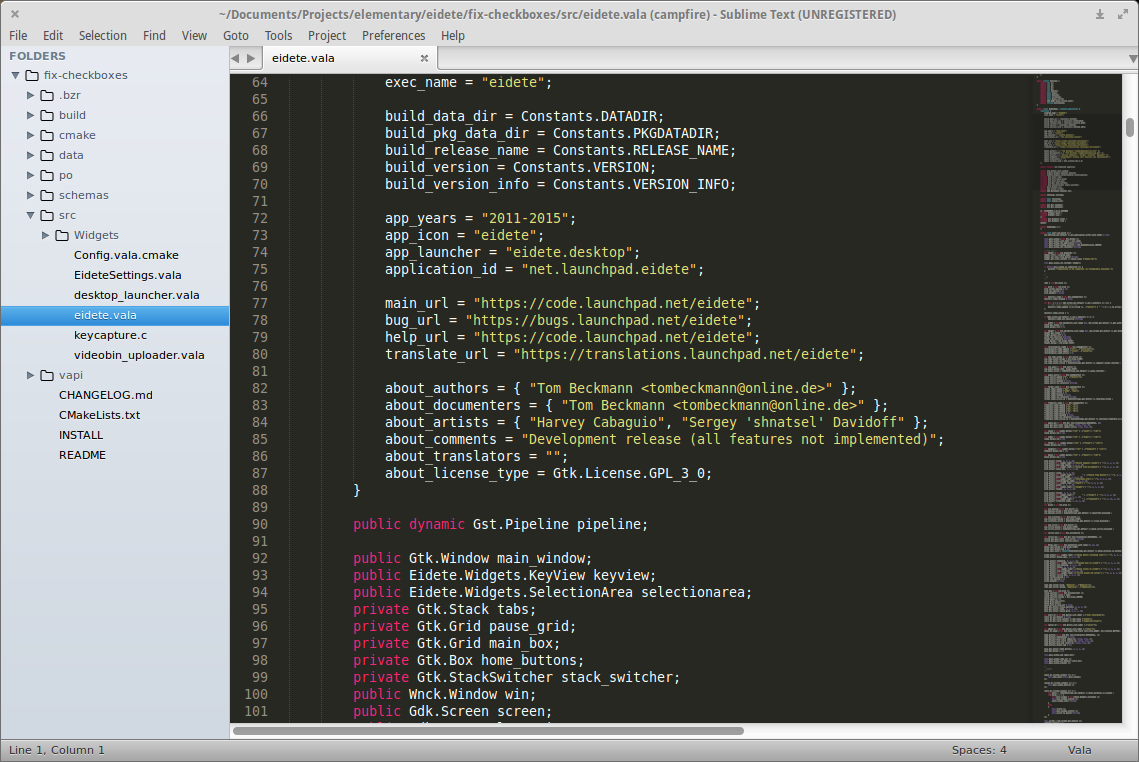 ~/Documents/Projects/elementary/eidete/fix-checkboxes/src/eidete.vala (campfire) - Sublime Text (UNREGISTERED)
File Edit Selection Find View Goto Tools Project Preferences Help
FOLDERS
fix-checkboxes
.bzr
build
cmake
data
po
schemas
src
Widgets
Config.vala.cmake
EideteSettings.vala
desktop_launcher.vala
eidete.vala
keycapture.c
videobin_uploader.vala
vapi
CHANGELOG.md
CMakeLists.txt
INSTALL
README
eidete.vala
64 exec_name = "eidete";
65
66 build_data_dir = Constants.DATADIR;
67 build_pkg_data_dir = Constants.PKGDATADIR;
68 build_release_name = Constants.RELEASE_NAME;
69 build_version = Constants.VERSION;
70 build_version_info = Constants.VERSION_INFO;
71
72 app_years = "2011-2015";
73 app_icon = "eidete";
74 app_launcher = "eidete.desktop";
75 application_id = "net.launchpad.eidete";
76
77 main_url = "https://code.launchpad.net/eidete";
78 bug_url = "https://bugs.launchpad.net/eidete";
79 help_url = "https://code.launchpad.net/eidete";
80 translate_url = "https://translations.launchpad.net/eidete";
81
82 about_authors = { "Tom Beckmann <tombeckmann@online.de>" };
83 about_documenters = { "Tom Beckmann <tombeckmann@online.de>" };
84 about_artists = { "Harvey Cabaguio", "Sergey 'shnatsel' Davidoff" };
85 about_comments = "Development release (all features not implemented)";
86 about_translators = "";
87 about_license_type = Gtk.License.GPL_3_0;
88 }
89
90 public dynamic Gst.Pipeline pipeline;
91
92 public Gtk.Window main_window;
93 public Eidete.Widgets.KeyView keyview;
94 public Eidete.Widgets.SelectionArea selectionarea;
95 private Gtk.Stack tabs;
96 private Gtk.Grid pause_grid;
97 private Gtk.Grid main_box;
98 private Gtk.Box home_buttons;
99 private Gtk.StackSwitcher stack_switcher;
100 public Wnck.Window win;
101 public Gdk.Screen screen;
Line 1, Column 1
Spaces: 4
Vala